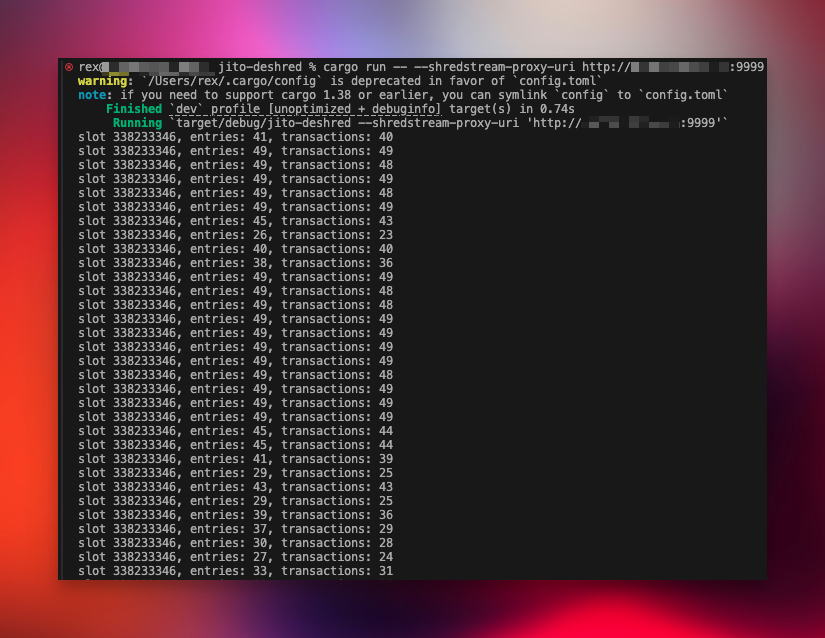 rex@ jito-deshred % cargo run -- --shredstream-proxy-uri http:// :9999
warning: `/Users/rex/.cargo/config` is deprecated in favor of `config.toml`
note: if you need to support cargo 1.38 or earlier, you can symlink `config` to `config.toml`
Finished `dev` profile [unoptimized + debuginfo] target(s) in 0.74s
Running `target/debug/jito-deshred --shredstream-proxy-uri 'http:// :9999'`
slot 338233346, entries: 41, transactions: 40
slot 338233346, entries: 49, transactions: 49
slot 338233346, entries: 49, transactions: 48
slot 338233346, entries: 49, transactions: 49
slot 338233346, entries: 49, transactions: 48
slot 338233346, entries: 49, transactions: 49
slot 338233346, entries: 45, transactions: 43
slot 338233346, entries: 26, transactions: 23
slot 338233346, entries: 40, transactions: 40
slot 338233346, entries: 38, transactions: 36
slot 338233346, entries: 49, transactions: 49
slot 338233346, entries: 49, transactions: 48
slot 338233346, entries: 49, transactions: 48
slot 338233346, entries: 49, transactions: 49
slot 338233346, entries: 49, transactions: 49
slot 338233346, entries: 49, transactions: 49
slot 338233346, entries: 49, transactions: 49
slot 338233346, entries: 49, transactions: 48
slot 338233346, entries: 49, transactions: 49
slot 338233346, entries: 49, transactions: 49
slot 338233346, entries: 49, transactions: 49
slot 338233346, entries: 45, transactions: 44
slot 338233346, entries: 45, transactions: 44
slot 338233346, entries: 41, transactions: 39
slot 338233346, entries: 29, transactions: 25
slot 338233346, entries: 43, transactions: 43
slot 338233346, entries: 29, transactions: 25
slot 338233346, entries: 39, transactions: 36
slot 338233346, entries: 37, transactions: 29
slot 338233346, entries: 30, transactions: 28
slot 338233346, entries: 27, transactions: 24
slot 338233346, entries: 33, transactions: 31